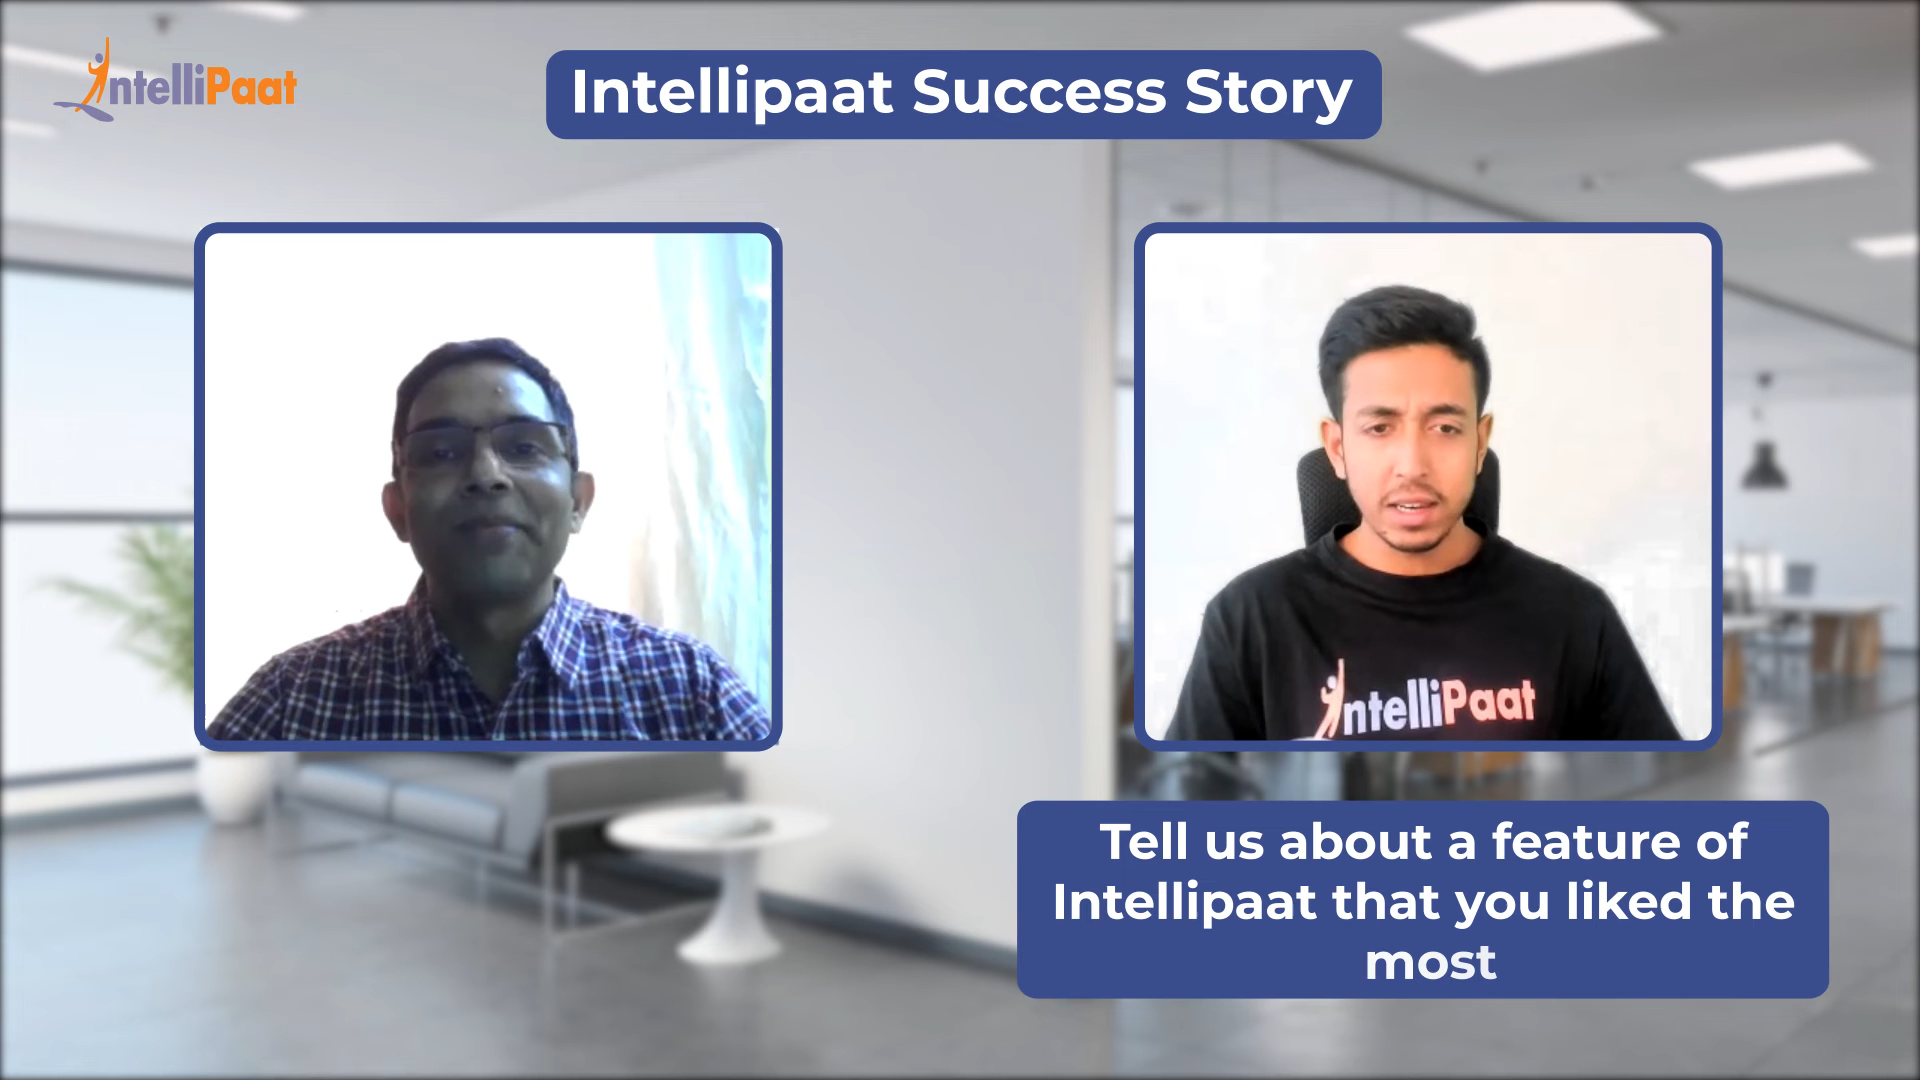 IntelliPaat
Intellipaat Success Story
IntelliPaat
Tell us about a feature of
Intellipaat that you liked the
most